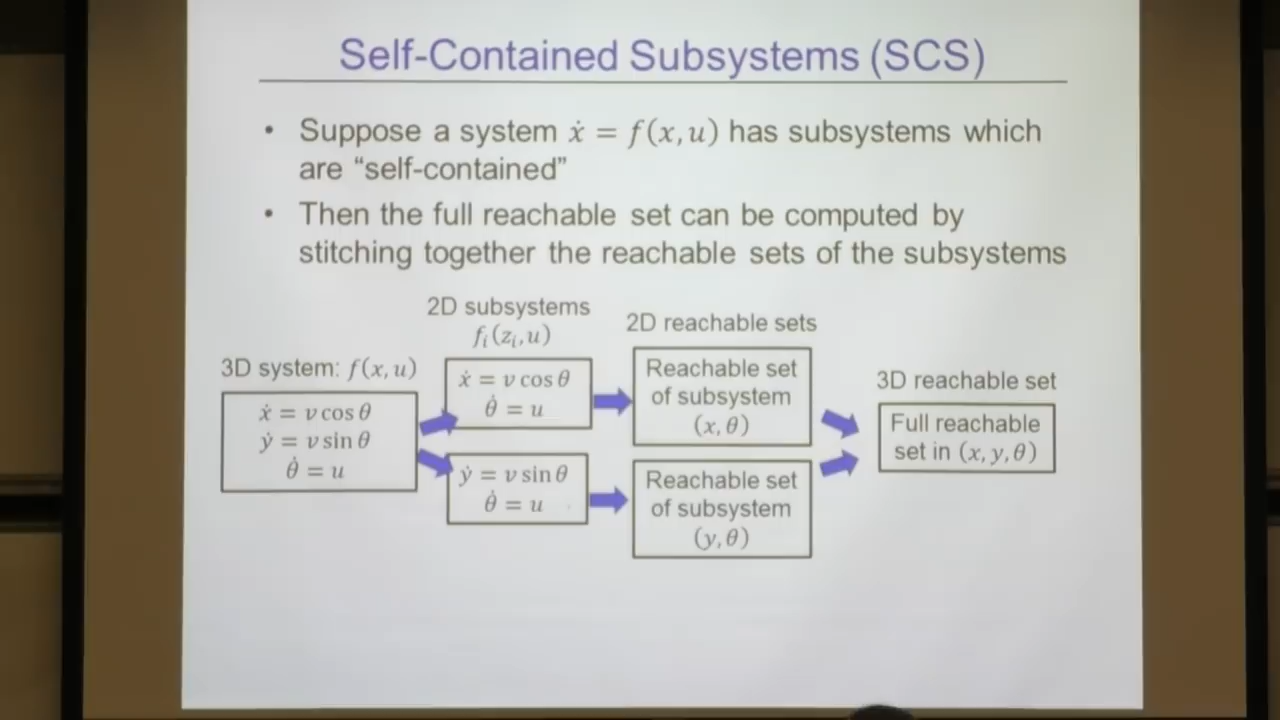 Self-Contained Subsystems (SCS)
• Suppose a system ẋ = f(x, u) has subsystems which
are “self-contained”
• Then the full reachable set can be computed by
stitching together the reachable sets of the subsystems
3D system: f(x, u)
ẋ = v cos θ
ẏ = v sin θ
θ̇ = u
2D subsystems
fᵢ(zᵢ, u)
ẋ = v cos θ
θ̇ = u
ẏ = v sin θ
θ̇ = u
2D reachable sets
Reachable set
of subsystem
(x, θ)
Reachable set
of subsystem
(y, θ)
3D reachable set
Full reachable
set in (x, y, θ)